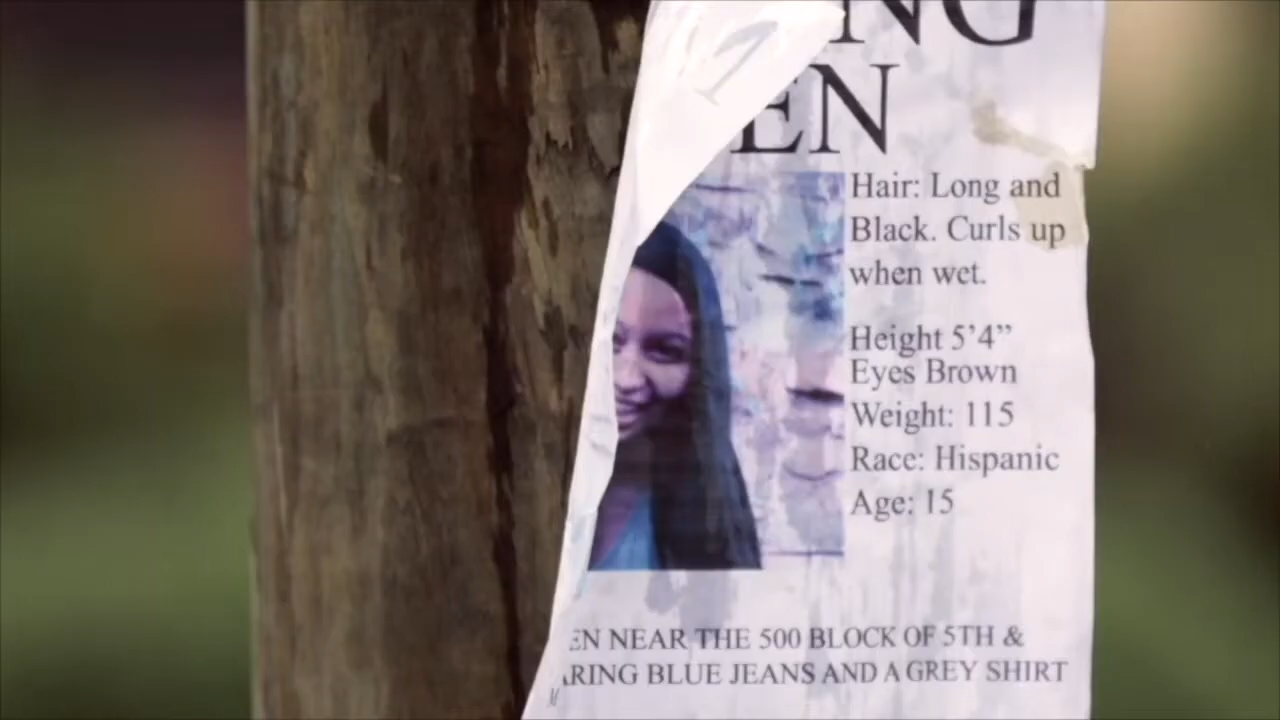 NG
EN
Hair: Long and
Black. Curls up
when wet.
Height 5’4”
Eyes Brown
Weight: 115
Race: Hispanic
Age: 15
EN NEAR THE 500 BLOCK OF 5TH &
ARING BLUE JEANS AND A GREY SHIRT